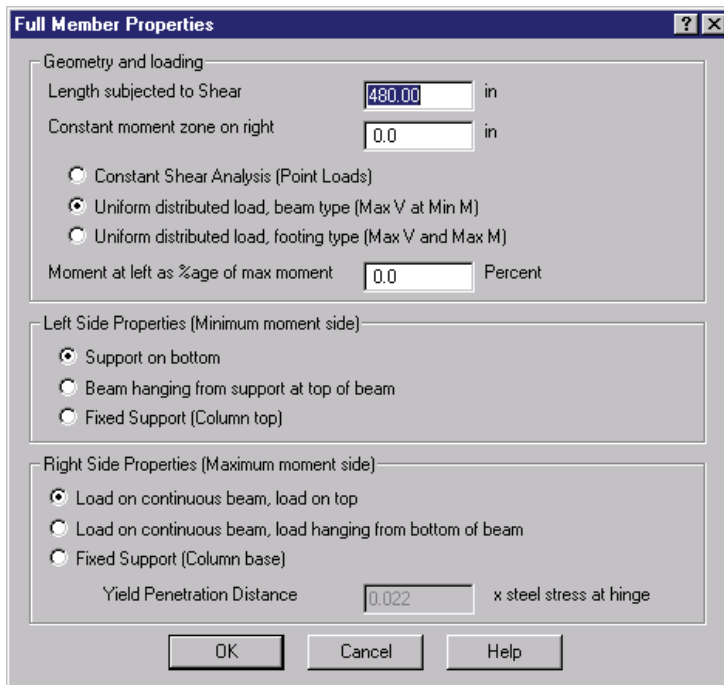 Full Member Properties
Geometry and loading
Length subjected to Shear 480.00 in
Constant moment zone on right 0.0 in
Constant Shear Analysis (Point Loads)
Uniform distributed load, beam type (Max V at Min M)
Uniform distributed load, footing type (Max V and Max M)
Moment at left as %age of max moment 0.0 Percent
Left Side Properties (Minimum moment side)
Support on bottom
Beam hanging from support at top of beam
Fixed Support (Column top)
Right Side Properties (Maximum moment side)
Load on continuous beam, load on top
Load on continuous beam, load hanging from bottom of beam
Fixed Support (Column base)
Yield Penetration Distance 0.022 x steel stress at hinge
OK Cancel Help